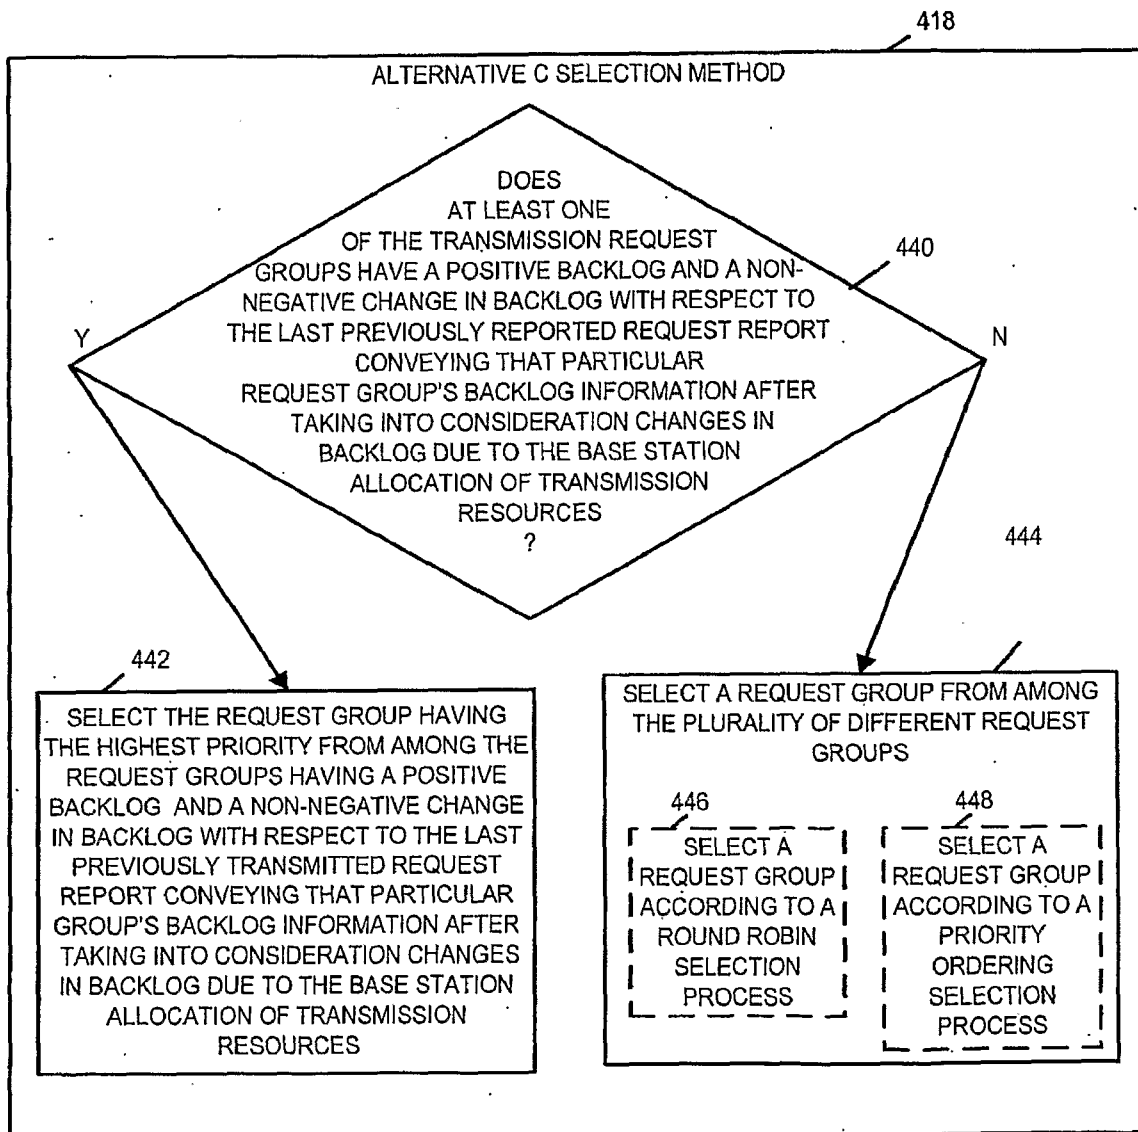 418
ALTERNATIVE C SELECTION METHOD
DOES
AT LEAST ONE
OF THE TRANSMISSION REQUEST
GROUPS HAVE A POSITIVE BACKLOG AND A NON-
NEGATIVE CHANGE IN BACKLOG WITH RESPECT TO
THE LAST PREVIOUSLY REPORTED REQUEST REPORT
CONVEYING THAT PARTICULAR
REQUEST GROUP'S BACKLOG INFORMATION AFTER
TAKING INTO CONSIDERATION CHANGES IN
BACKLOG DUE TO THE BASE STATION
ALLOCATION OF TRANSMISSION
RESOURCES
?
440
Y
N
444
442
SELECT THE REQUEST GROUP HAVING
THE HIGHEST PRIORITY FROM AMONG THE
REQUEST GROUPS HAVING A POSITIVE
BACKLOG AND A NON-NEGATIVE CHANGE
IN BACKLOG WITH RESPECT TO THE LAST
PREVIOUSLY TRANSMITTED REQUEST
REPORT CONVEYING THAT PARTICULAR
GROUP'S BACKLOG INFORMATION AFTER
TAKING INTO CONSIDERATION CHANGES
IN BACKLOG DUE TO THE BASE STATION
ALLOCATION OF TRANSMISSION
RESOURCES
SELECT A REQUEST GROUP FROM AMONG
THE PLURALITY OF DIFFERENT REQUEST
GROUPS
446
SELECT A
REQUEST GROUP
ACCORDING TO A
ROUND ROBIN
SELECTION
PROCESS
448
SELECT A
REQUEST GROUP
ACCORDING TO A
PRIORITY
ORDERING
SELECTION
PROCESS